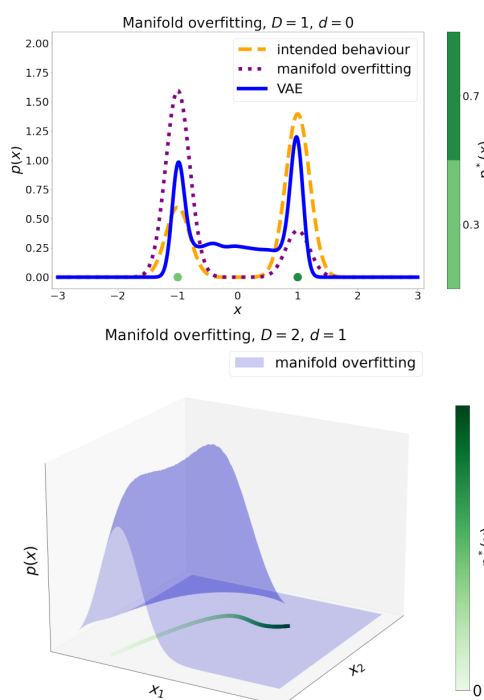 Manifold overfitting, D = 1, d = 0
2.00
1.75
1.50
1.25
1.00
0.75
0.50
0.25
0.00
p(x)
intended behaviour
manifold overfitting
VAE
−3
−2
−1
0
1
2
3
x
0.7
0.3
p*(x)
Manifold overfitting, D = 2, d = 1
manifold overfitting
p(x)
x₁
x₂
0